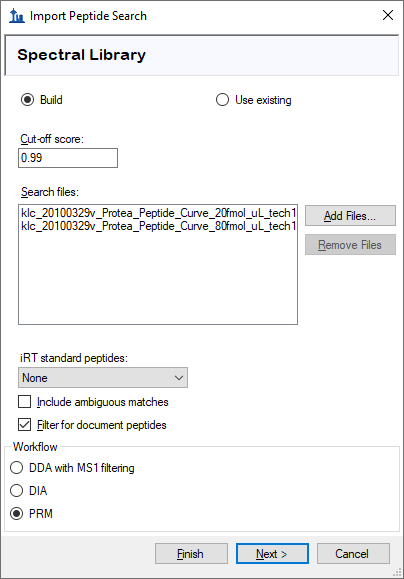 Import Peptide Search
Spectral Library
Build
Use existing
Cut-off score:
0.99
Search files:
klc_20100329v_Protea_Peptide_Curve_20fmol_uL_tech1
klc_20100329v_Protea_Peptide_Curve_80fmol_uL_tech1
Add Files...
Remove Files
iRT standard peptides:
None
Include ambiguous matches
Filter for document peptides
Workflow
DDA with MS1 filtering
DIA
PRM
Finish
Next >
Cancel